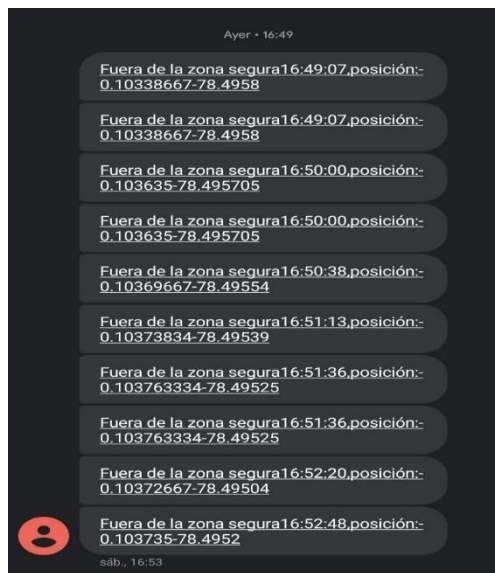 Ayer • 16:49
Fuera de la zona segura16:49:07,posición:-
0.10338667-78.4958
Fuera de la zona segura16:49:07,posición:-
0.10338667-78.4958
Fuera de la zona segura16:50:00,posición:-
0.103635-78.495705
Fuera de la zona segura16:50:00,posición:-
0.103635-78.495705
Fuera de la zona segura16:50:38,posición:-
0.10369667-78.49554
Fuera de la zona segura16:51:13,posición:-
0.10373834-78.49539
Fuera de la zona segura16:51:36,posición:-
0.103763334-78.49525
Fuera de la zona segura16:51:36,posición:-
0.103763334-78.49525
Fuera de la zona segura16:52:20,posición:-
0.10372667-78.49504
Fuera de la zona segura16:52:48,posición:-
0.103735-78.4952
sáb., 16:53